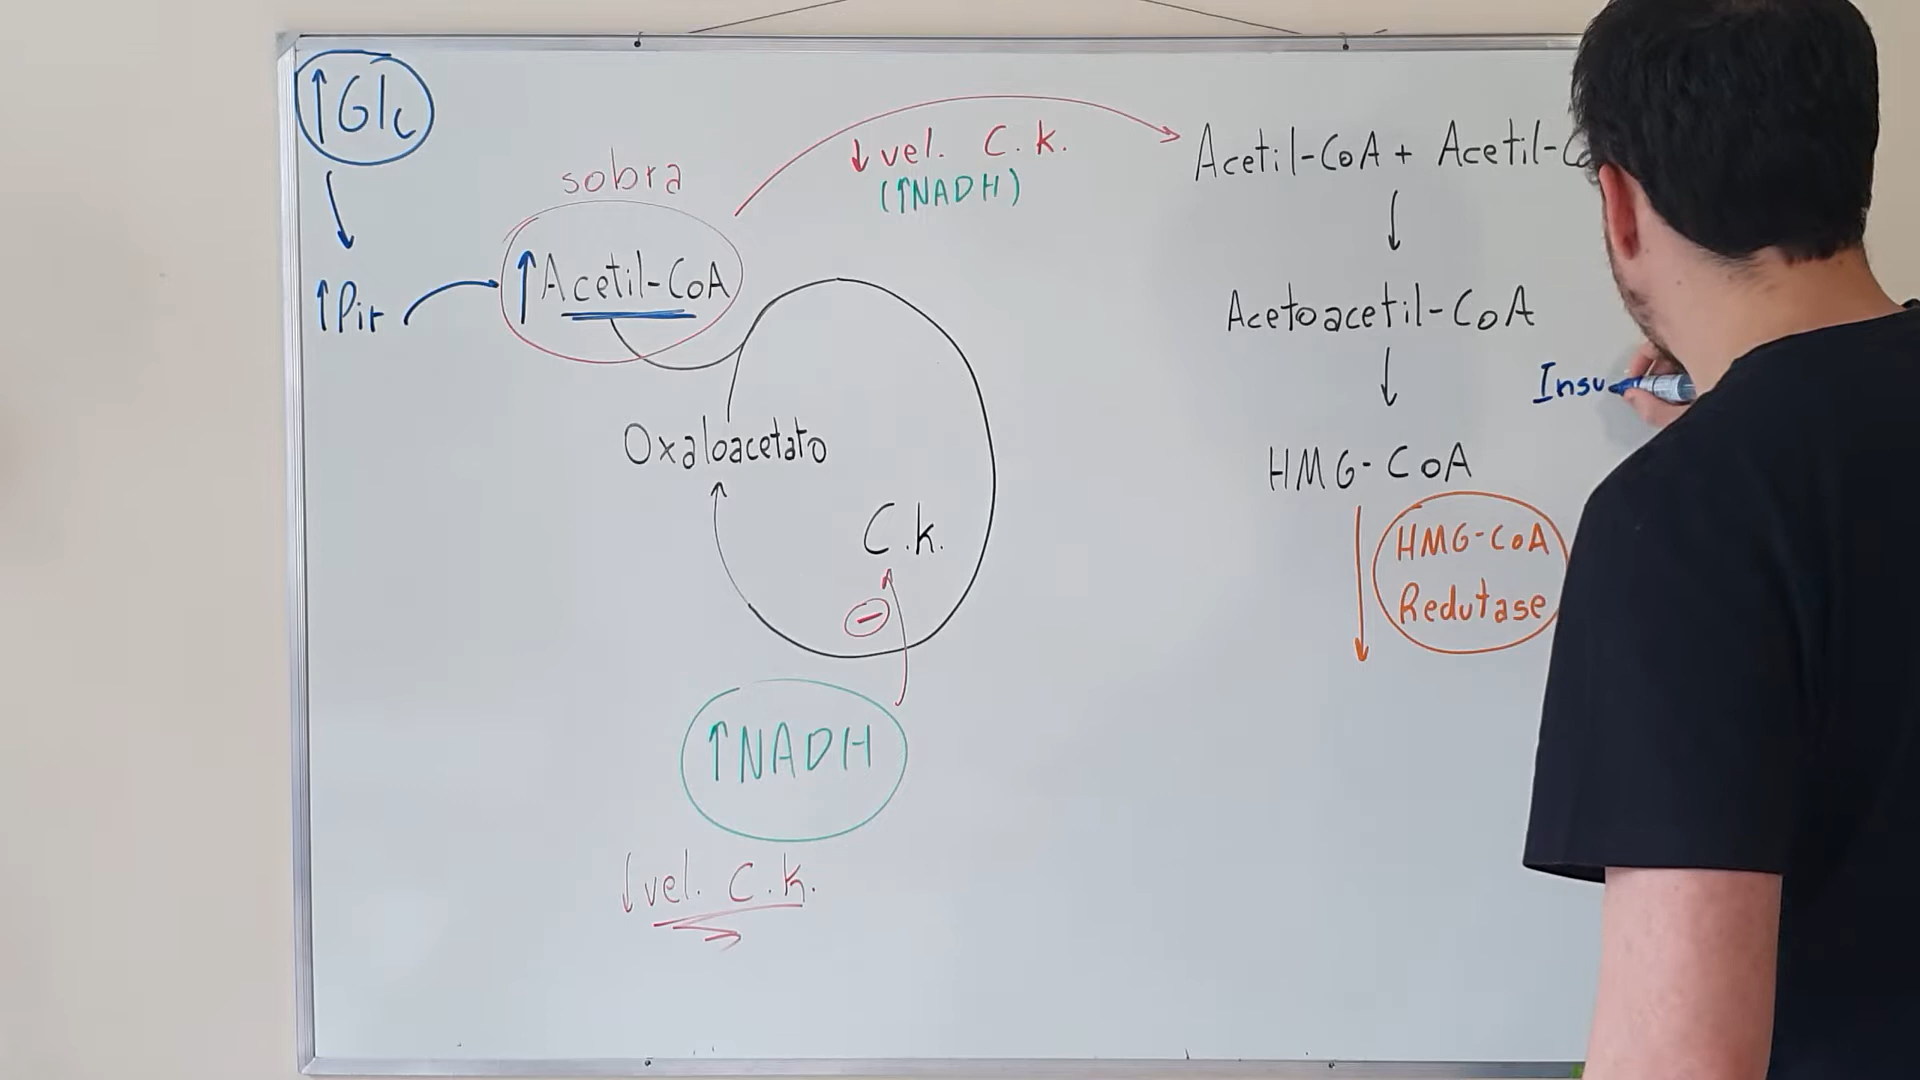 ↑Glc
↑Pir
sobra
↑Acetil-CoA
↓vel. C.k.
(↑NADH)
Oxaloacetato
C.k.
−
↑NADH
↓vel. C.k.
Acetil-CoA + Acetil-Co
Acetoacetil-CoA
Insu
HMG-CoA
HMG-CoA
Redutase